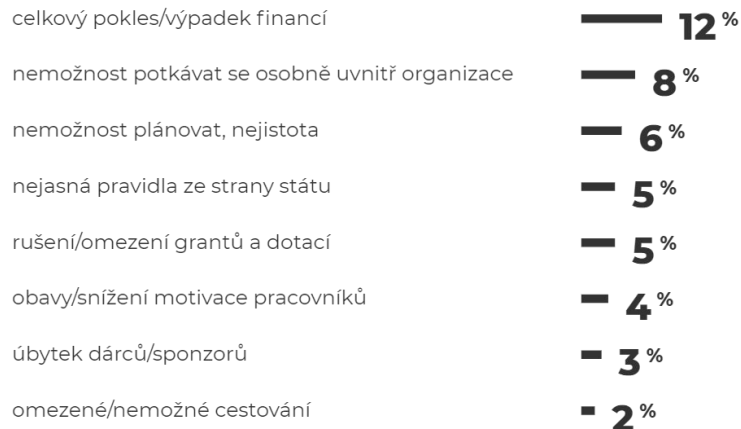 celkový pokles/výpadek financí 12 %
nemožnost potkávat se osobně uvnitř organizace 8 %
nemožnost plánovat, nejistota 6 %
nejasná pravidla ze strany státu 5 %
rušení/omezení grantů a dotací 5 %
obavy/snížení motivace pracovníků 4 %
úbytek dárců/sponzorů 3 %
omezené/nemožné cestování 2 %